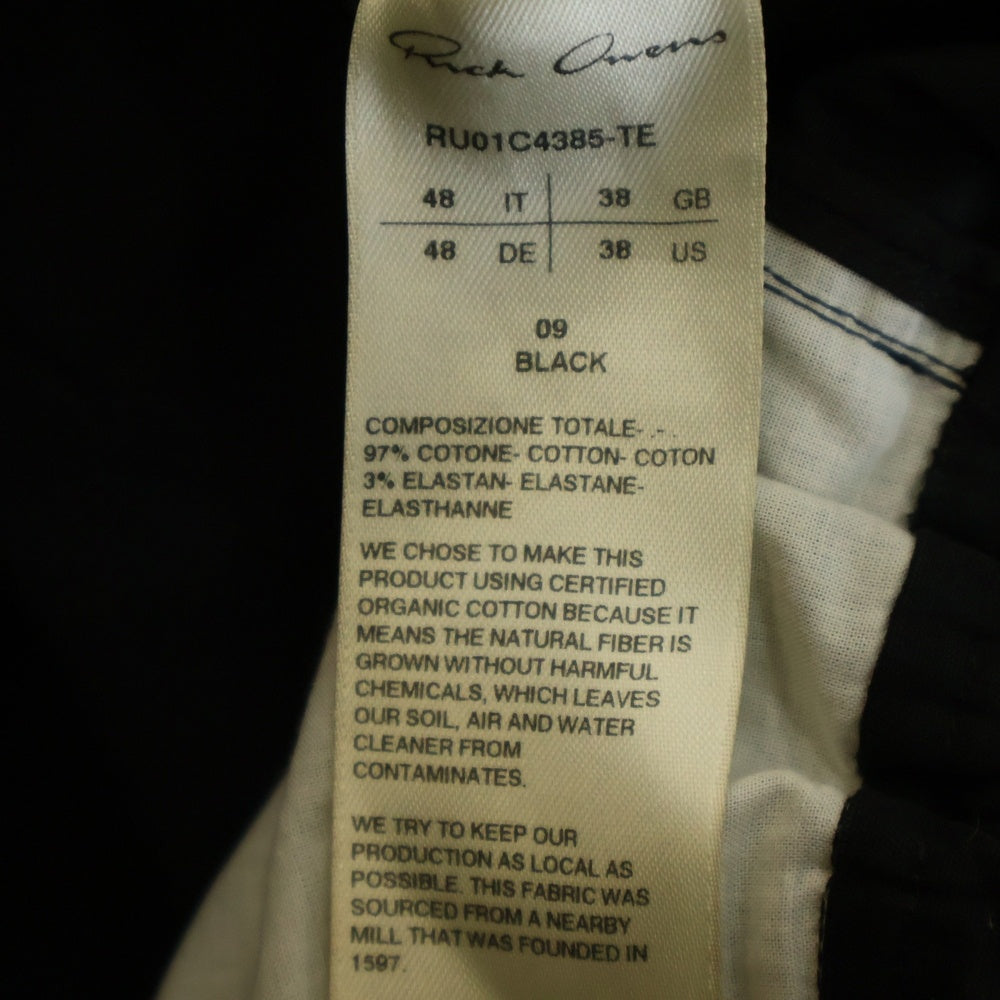 Rick Owens
RU01C4385-TE
48 IT 38 GB
48 DE 38 US
09
BLACK
COMPOSIZIONE TOTALE- .- .
97% COTONE- COTTON- COTON
3% ELASTAN- ELASTANE-
ELASTHANNE
WE CHOSE TO MAKE THIS
PRODUCT USING CERTIFIED
ORGANIC COTTON BECAUSE IT
MEANS THE NATURAL FIBER IS
GROWN WITHOUT HARMFUL
CHEMICALS, WHICH LEAVES
OUR SOIL, AIR AND WATER
CLEANER FROM
CONTAMINATES.
WE TRY TO KEEP OUR
PRODUCTION AS LOCAL AS
POSSIBLE. THIS FABRIC WAS
SOURCED FROM A NEARBY
MILL THAT WAS FOUNDED IN
1597.